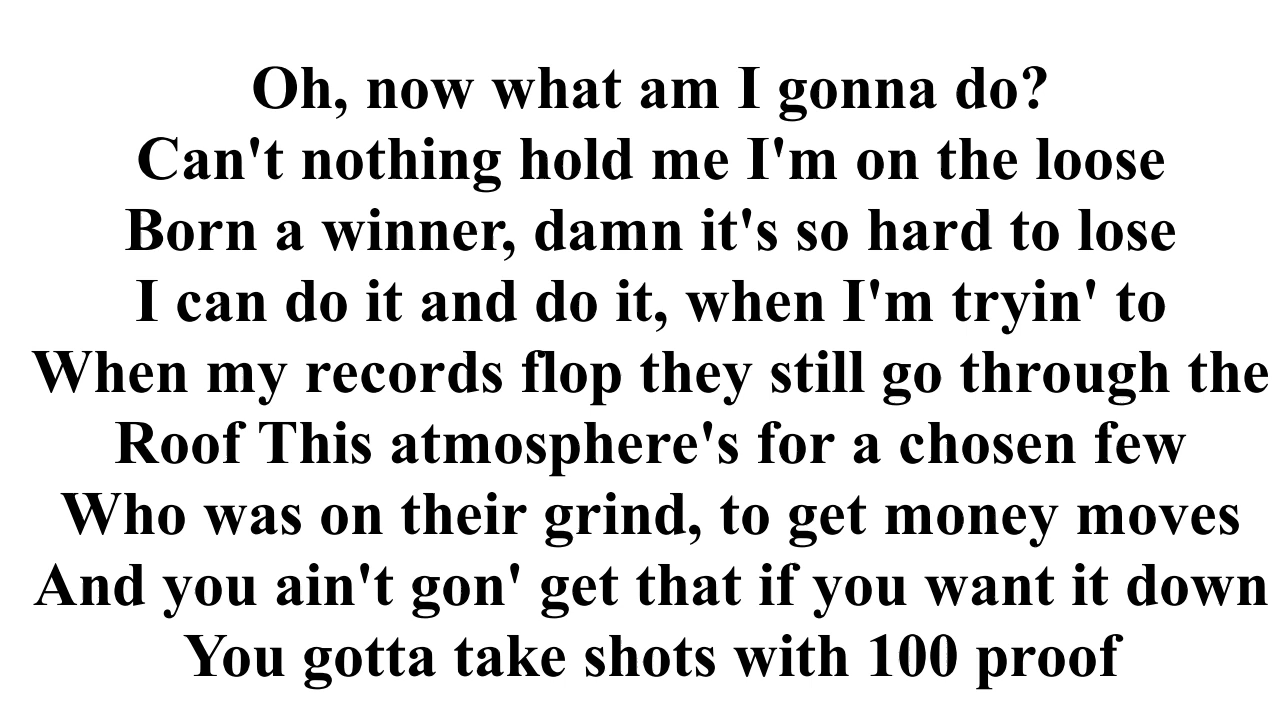 Oh, now what am I gonna do?
Can't nothing hold me I'm on the loose
Born a winner, damn it's so hard to lose
I can do it and do it, when I'm tryin' to
When my records flop they still go through the
Roof This atmosphere's for a chosen few
Who was on their grind, to get money moves
And you ain't gon' get that if you want it down
You gotta take shots with 100 proof